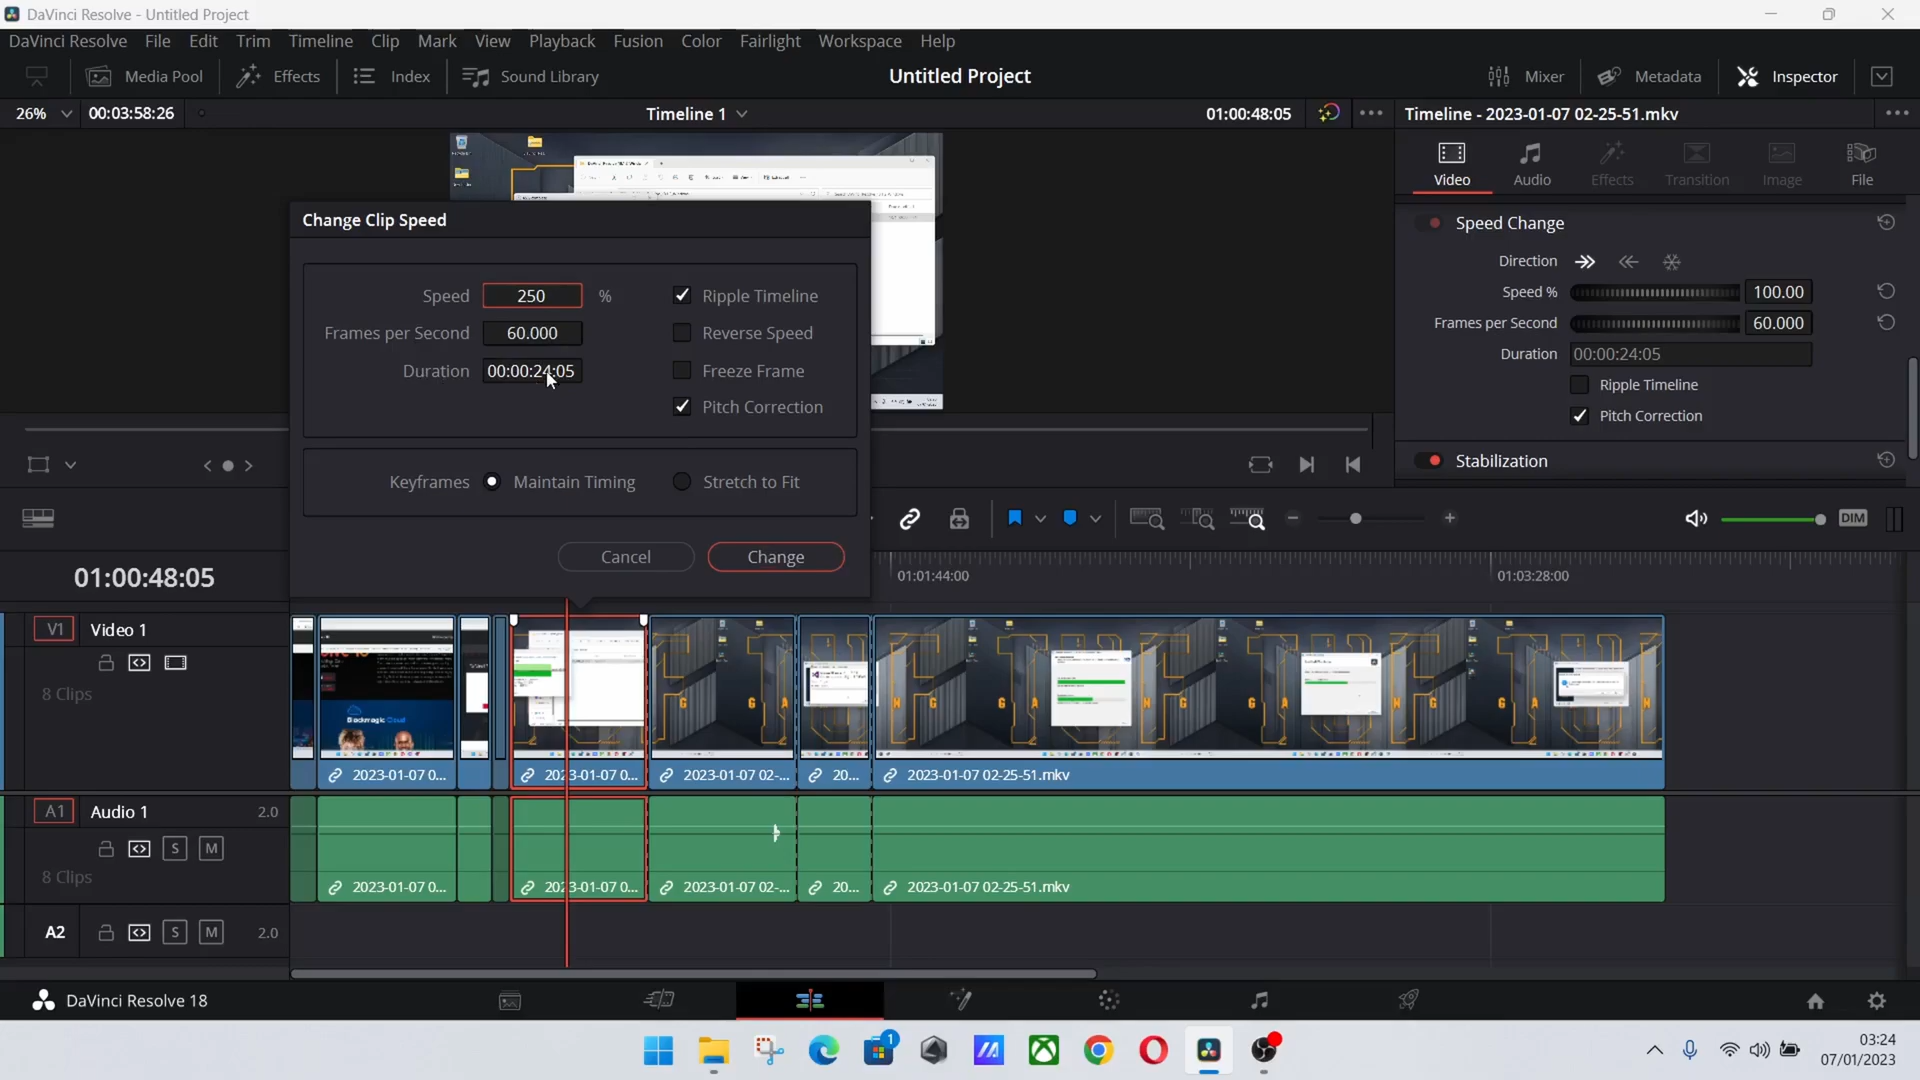 DaVinci Resolve - Untitled Project
DaVinci Resolve File Edit Trim Timeline Clip Mark View Playback Fusion Color Fairlight Workspace Help
Media Pool Effects Index Sound Library Untitled Project Mixer Metadata Inspector
26% 00:03:58:26 Timeline 1 01:00:48:05 Timeline - 2023-01-07 02-25-51.mkv
Video Audio Effects Transition Image File
Change Clip Speed
Speed 250 % Ripple Timeline
Frames per Second 60.000 Reverse Speed
Duration 00:00:24:05 Freeze Frame
Pitch Correction
Keyframes Maintain Timing Stretch to Fit
Cancel Change
Speed Change
Direction
Speed % 100.00
Frames per Second 60.000
Duration 00:00:24:05
Ripple Timeline
Pitch Correction
Stabilization
DIM
01:00:48:05 01:01:44:00 01:03:28:00
V1 Video 1
8 Clips
2023-01-07 0... 2023-01-07 0... 2023-01-07 02-... 20... 2023-01-07 02-25-51.mkv
A1 Audio 1 2.0
S M
8 Clips
2023-01-07 0... 2023-01-07 0... 2023-01-07 02-... 20... 2023-01-07 02-25-51.mkv
A2 S M 2.0
DaVinci Resolve 18
1
03:24
07/01/2023